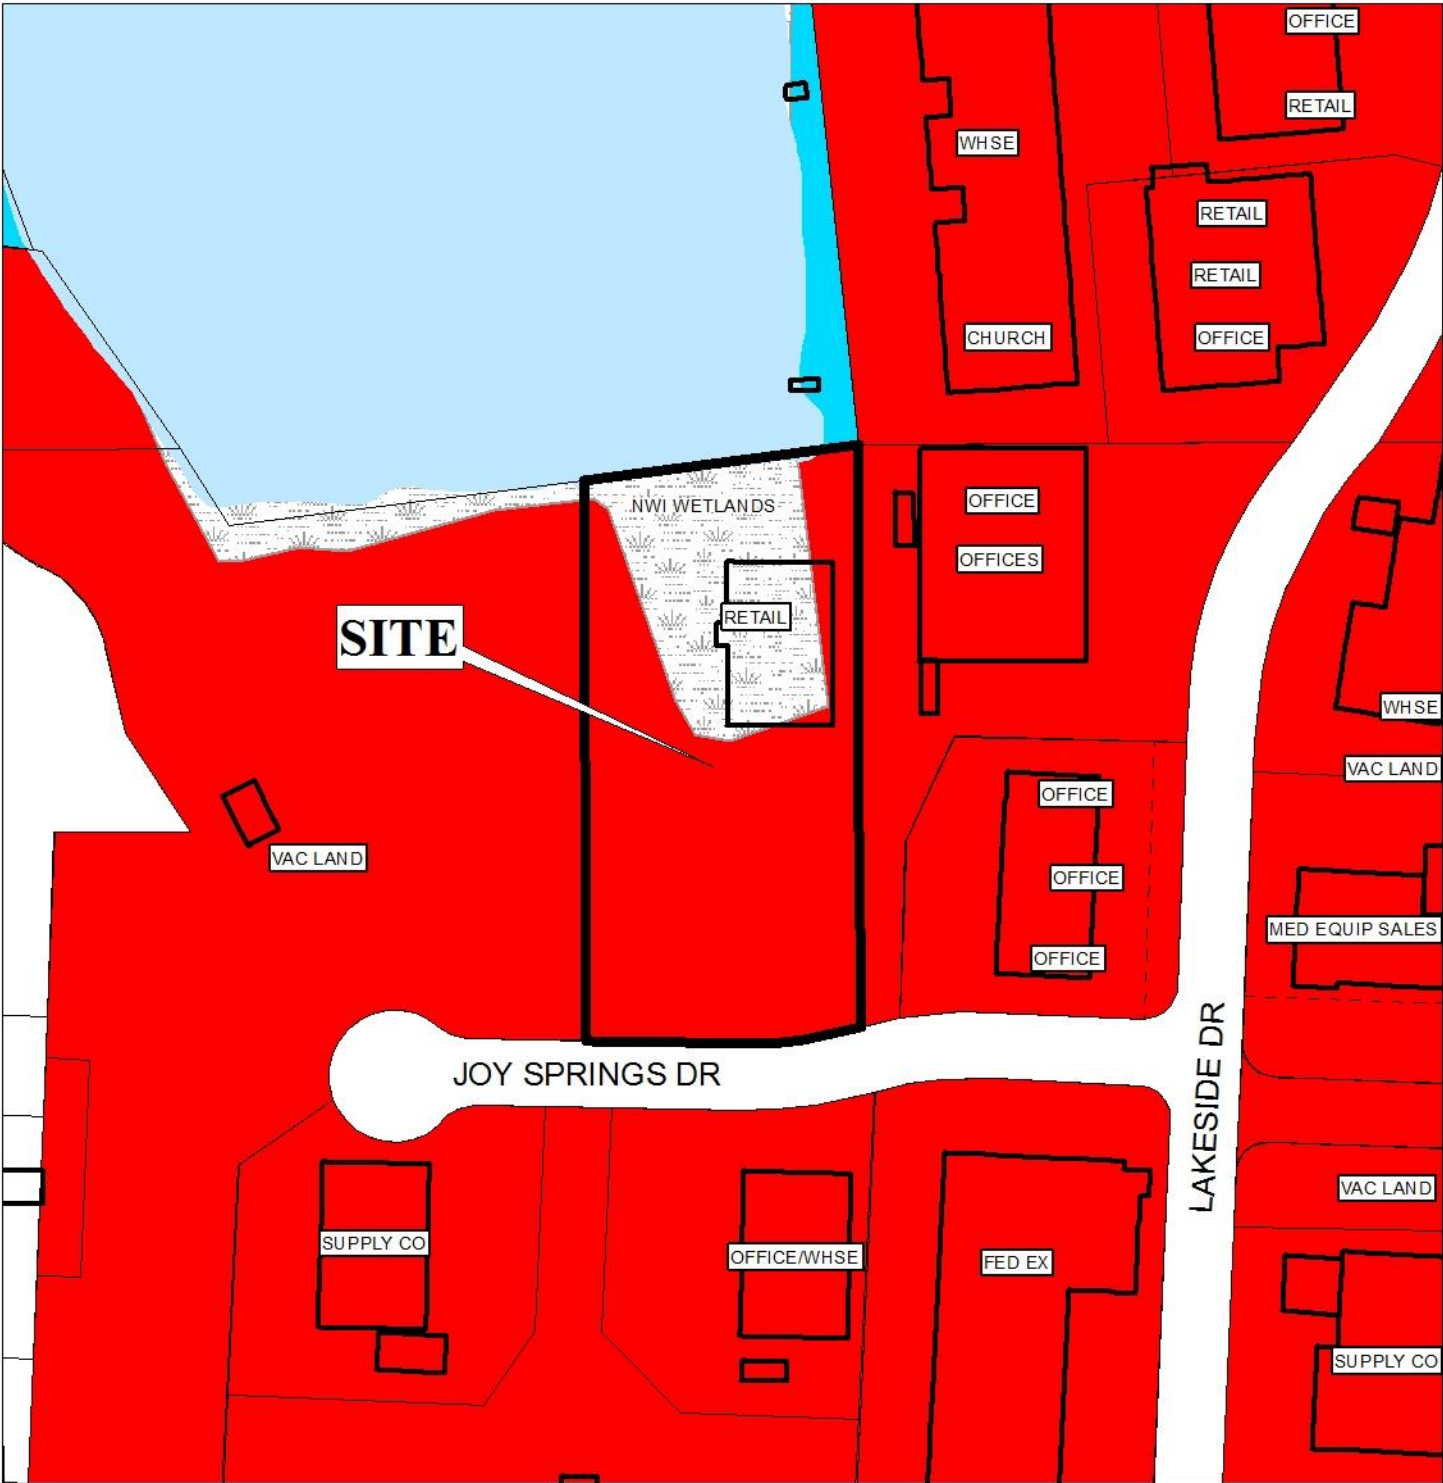 OFFICE
RETAIL
WHSE
RETAIL
RETAIL
CHURCH
OFFICE
NWI WETLANDS
OFFICE
OFFICES
RETAIL
SITE
WHSE
VAC LAND
OFFICE
VAC LAND
OFFICE
MED EQUIP SALES
OFFICE
JOY SPRINGS DR
LAKESIDE DR
VAC LAND
SUPPLY CO
OFFICE/WHSE
FED EX
SUPPLY CO